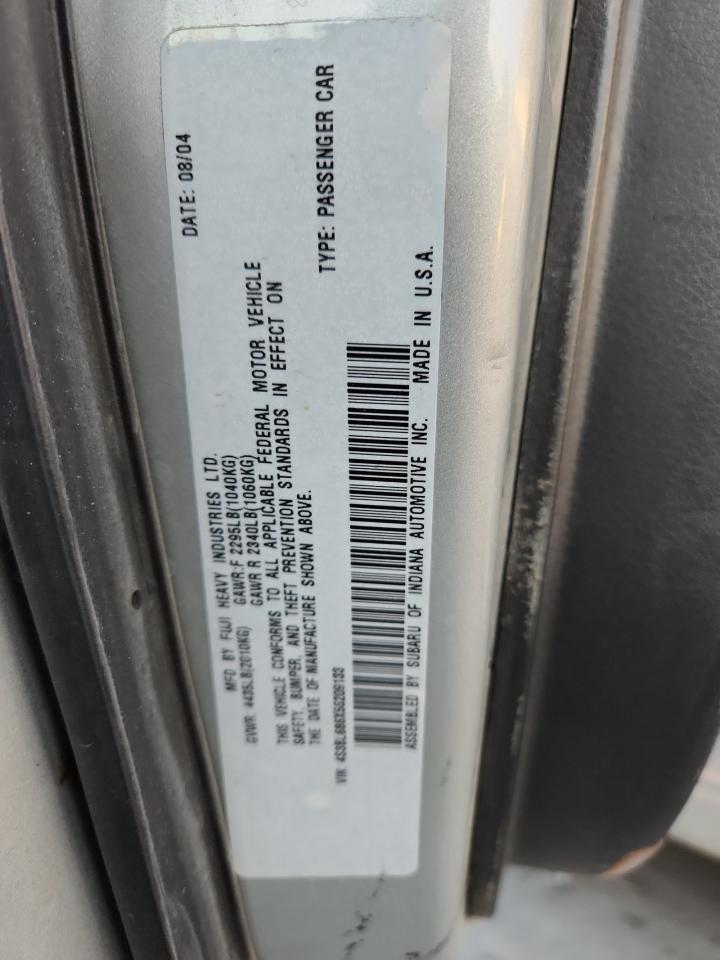 DATE: 08/04
MFD BY FUJI HEAVY INDUSTRIES LTD.
GVWR: 4435LB(2010KG) GAWR:F 2295LB(1040KG)
GAWR R 2340LB(1060KG)
THIS VEHICLE CONFORMS TO ALL APPLICABLE FEDERAL MOTOR VEHICLE
SAFETY, BUMPER, AND THEFT PREVENTION STANDARDS IN EFFECT ON
THE DATE OF MANUFACTURE SHOWN ABOVE.
VIN: 4S3BL686X56209133 TYPE: PASSENGER CAR
ASSEMBLED BY SUBARU OF INDIANA AUTOMOTIVE INC. MADE IN U.S.A.